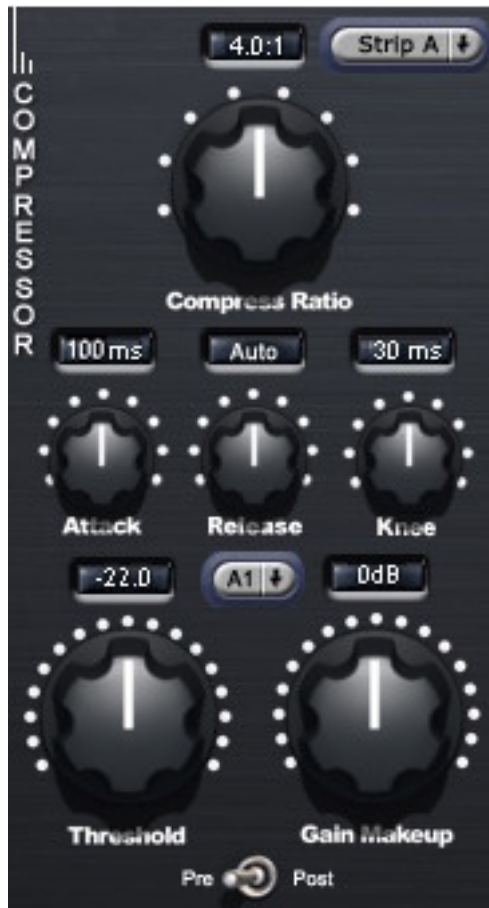 COMPRESSOR
4.0:1
Strip A
Compress Ratio
100 ms
Auto
30 ms
Attack
Release
Knee
-22.0
A1
0dB
Threshold
Gain Makeup
Pre
Post